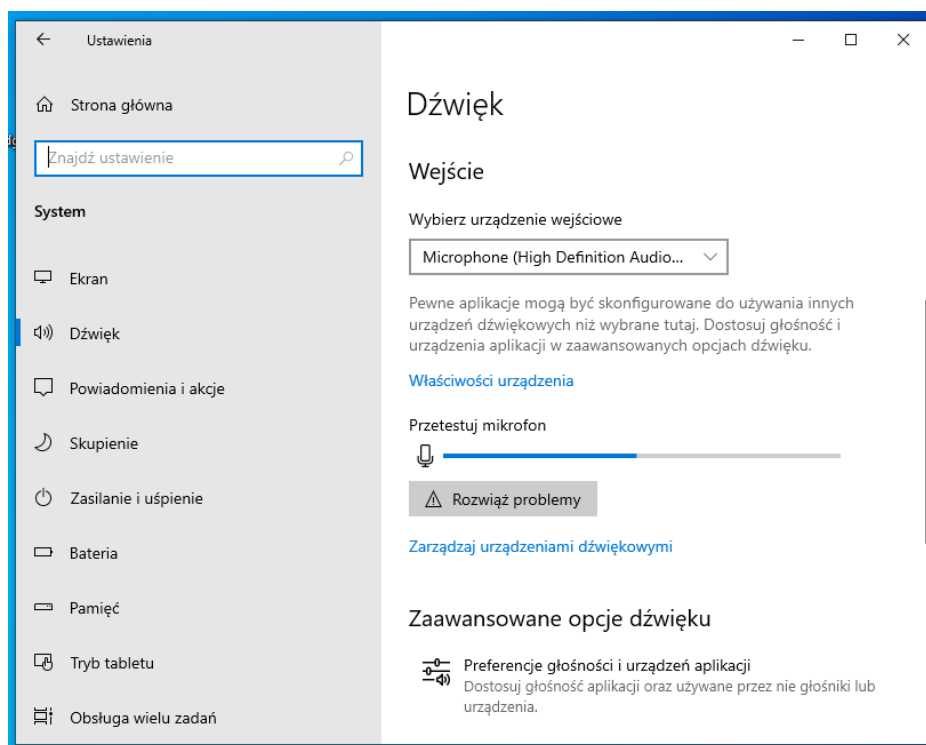 Ustawienia
Strona główna
Znajdź ustawienie
System
Ekran
Dźwięk
Powiadomienia i akcje
Skupienie
Zasilanie i uśpienie
Bateria
Pamięć
Tryb tabletu
Obsługa wielu zadań
Dźwięk
Wejście
Wybierz urządzenie wejściowe
Microphone (High Definition Audio...
Pewne aplikacje mogą być skonfigurowane do używania innych
urządzeń dźwiękowych niż wybrane tutaj. Dostosuj głośność i
urządzenia aplikacji w zaawansowanych opcjach dźwięku.
Właściwości urządzenia
Przetestuj mikrofon
Rozwiąż problemy
Zarządzaj urządzeniami dźwiękowymi
Zaawansowane opcje dźwięku
Preferencje głośności i urządzeń aplikacji
Dostosuj głośność aplikacji oraz używane przez nie głośniki lub
urządzenia.